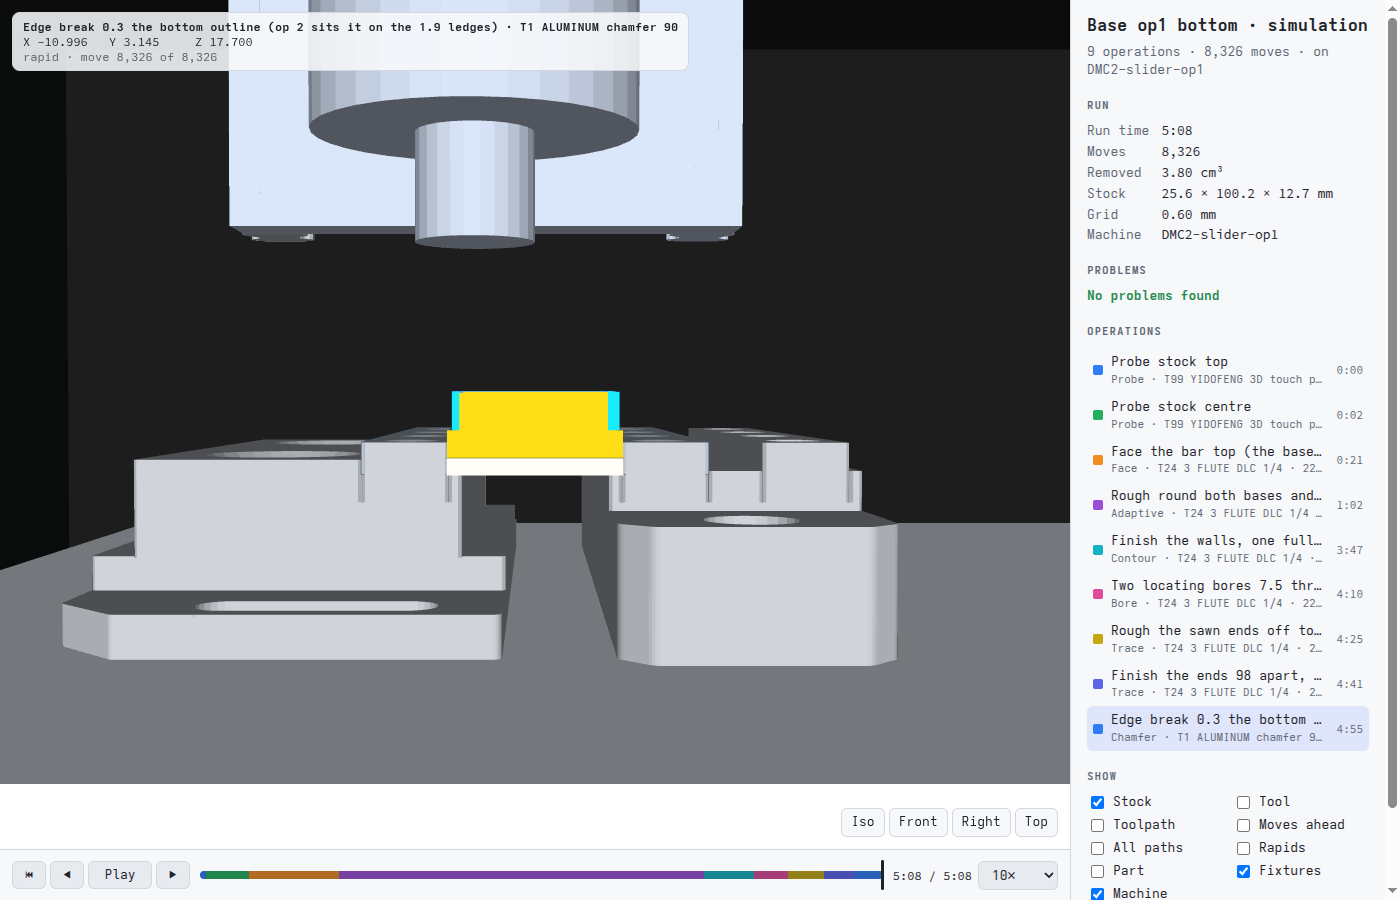 Edge break 0.3 the bottom outline (op 2 sits it on the 1.9 ledges) · T1 ALUMINUM chamfer 90
X -10.996 Y 3.145 Z 17.700
rapid · move 8,326 of 8,326
Iso Front Right Top
Play
5:08 / 5:08
10×
Base op1 bottom · simulation
9 operations · 8,326 moves · on
DMC2-slider-op1
RUN
Run time 5:08
Moves 8,326
Removed 3.80 cm³
Stock 25.6 × 100.2 × 12.7 mm
Grid 0.60 mm
Machine DMC2-slider-op1
PROBLEMS
No problems found
OPERATIONS
Probe stock top 0:00
Probe · T99 YIDOFENG 3D touch p…
Probe stock centre 0:02
Probe · T99 YIDOFENG 3D touch p…
Face the bar top (the base… 0:21
Face · T24 3 FLUTE DLC 1/4 · 22…
Rough round both bases and… 1:02
Adaptive · T24 3 FLUTE DLC 1/4 …
Finish the walls, one full… 3:47
Contour · T24 3 FLUTE DLC 1/4 ·…
Two locating bores 7.5 thr… 4:10
Bore · T24 3 FLUTE DLC 1/4 · 22…
Rough the sawn ends off to… 4:25
Trace · T24 3 FLUTE DLC 1/4 · 2…
Finish the ends 98 apart, … 4:41
Trace · T24 3 FLUTE DLC 1/4 · 2…
Edge break 0.3 the bottom … 4:55
Chamfer · T1 ALUMINUM chamfer 9…
SHOW
Stock Tool
Toolpath Moves ahead
All paths Rapids
Part Fixtures
Machine